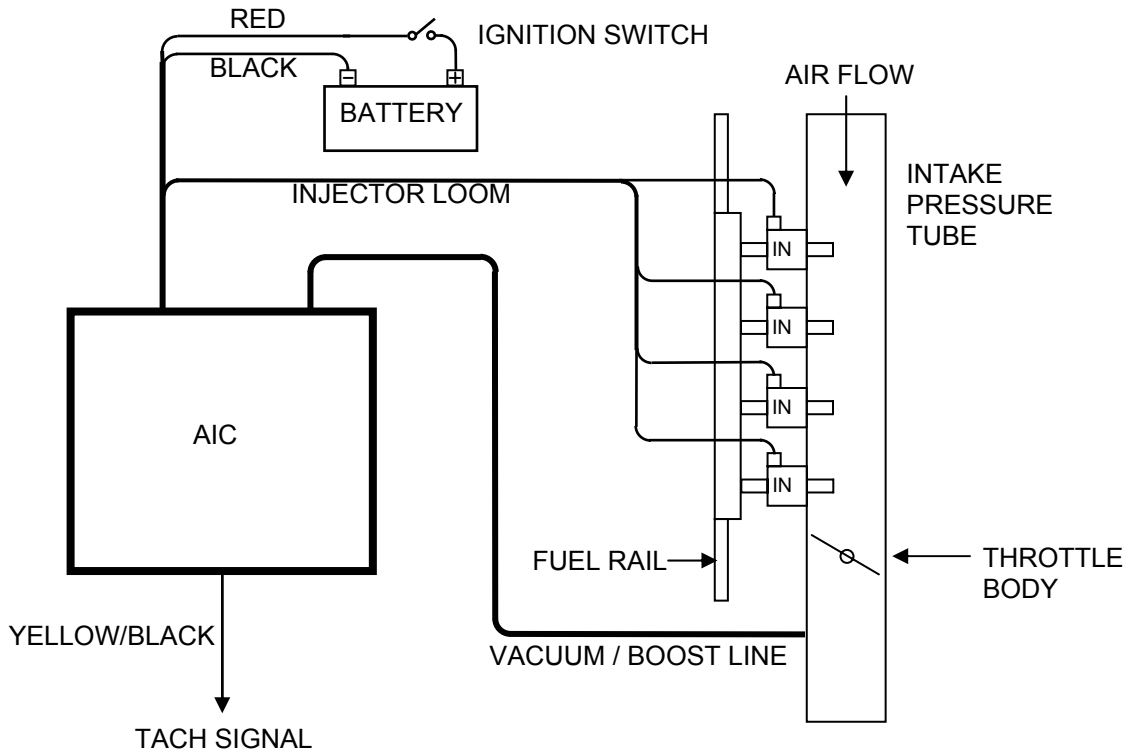 RED
IGNITION SWITCH
BLACK
BATTERY
AIR FLOW
INJECTOR LOOM
INTAKE
PRESSURE
TUBE
IN
IN
IN
IN
AIC
FUEL RAIL
THROTTLE
BODY
YELLOW/BLACK
VACUUM / BOOST LINE
TACH SIGNAL